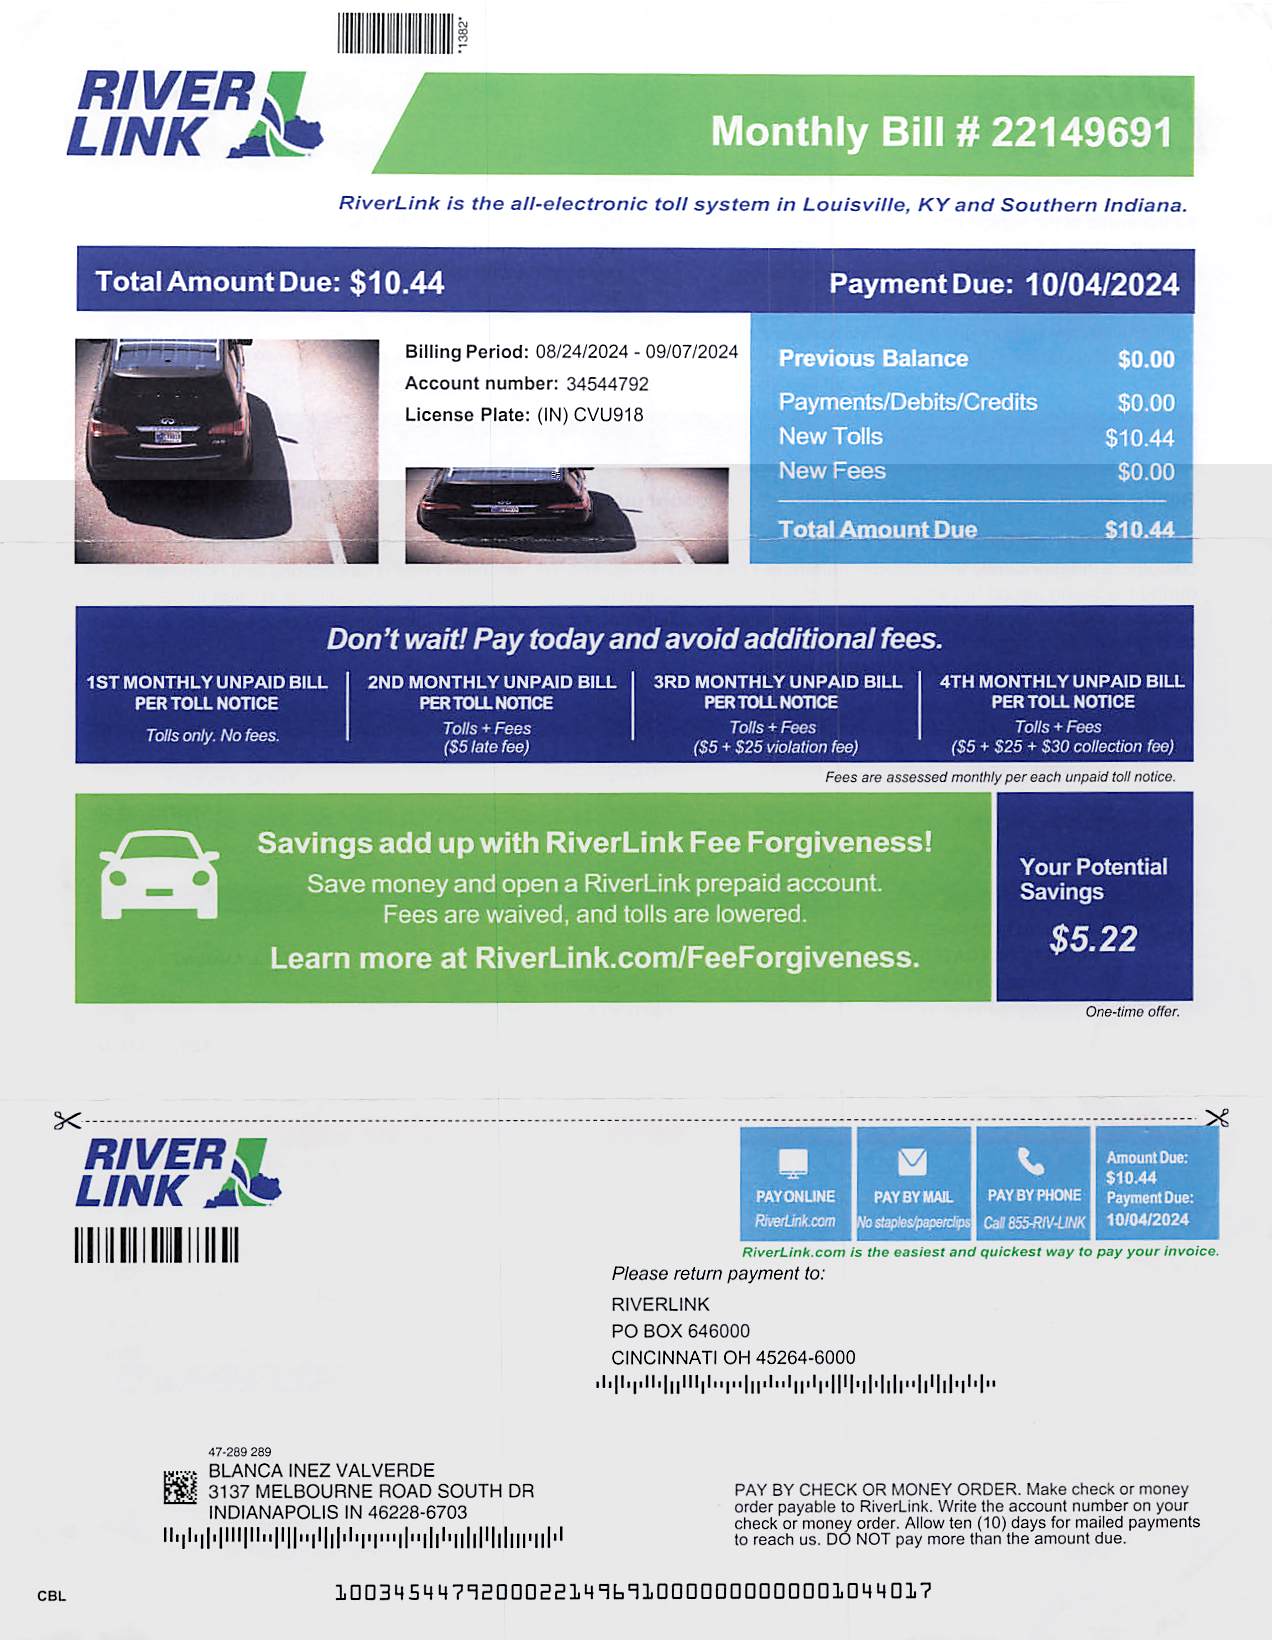 *1382*
RIVER
LINK
Monthly Bill # 22149691
RiverLink is the all-electronic toll system in Louisville, KY and Southern Indiana.
Total Amount Due: $10.44
Payment Due: 10/04/2024
Billing Period: 08/24/2024 - 09/07/2024
Account number: 34544792
License Plate: (IN) CVU918
Previous Balance $0.00
Payments/Debits/Credits $0.00
New Tolls $10.44
New Fees $0.00
Total Amount Due $10.44
Don't wait! Pay today and avoid additional fees.
1ST MONTHLY UNPAID BILL
PER TOLL NOTICE
Tolls only. No fees.
2ND MONTHLY UNPAID BILL
PER TOLL NOTICE
Tolls + Fees
($5 late fee)
3RD MONTHLY UNPAID BILL
PER TOLL NOTICE
Tolls + Fees
($5 + $25 violation fee)
4TH MONTHLY UNPAID BILL
PER TOLL NOTICE
Tolls + Fees
($5 + $25 + $30 collection fee)
Fees are assessed monthly per each unpaid toll notice.
Savings add up with RiverLink Fee Forgiveness!
Save money and open a RiverLink prepaid account.
Fees are waived, and tolls are lowered.
Learn more at RiverLink.com/FeeForgiveness.
Your Potential
Savings
$5.22
One-time offer.
RIVER
LINK
PAY ONLINE
RiverLink.com
PAY BY MAIL
No staples/paperclips
PAY BY PHONE
Call 855-RIV-LINK
Amount Due:
$10.44
Payment Due:
10/04/2024
RiverLink.com is the easiest and quickest way to pay your invoice.
Please return payment to:
RIVERLINK
PO BOX 646000
CINCINNATI OH 45264-6000
47-289 289
BLANCA INEZ VALVERDE
3137 MELBOURNE ROAD SOUTH DR
INDIANAPOLIS IN 46228-6703
PAY BY CHECK OR MONEY ORDER. Make check or money
order payable to RiverLink. Write the account number on your
check or money order. Allow ten (10) days for mailed payments
to reach us. DO NOT pay more than the amount due.
CBL
100345447920002214969100000000000001044017